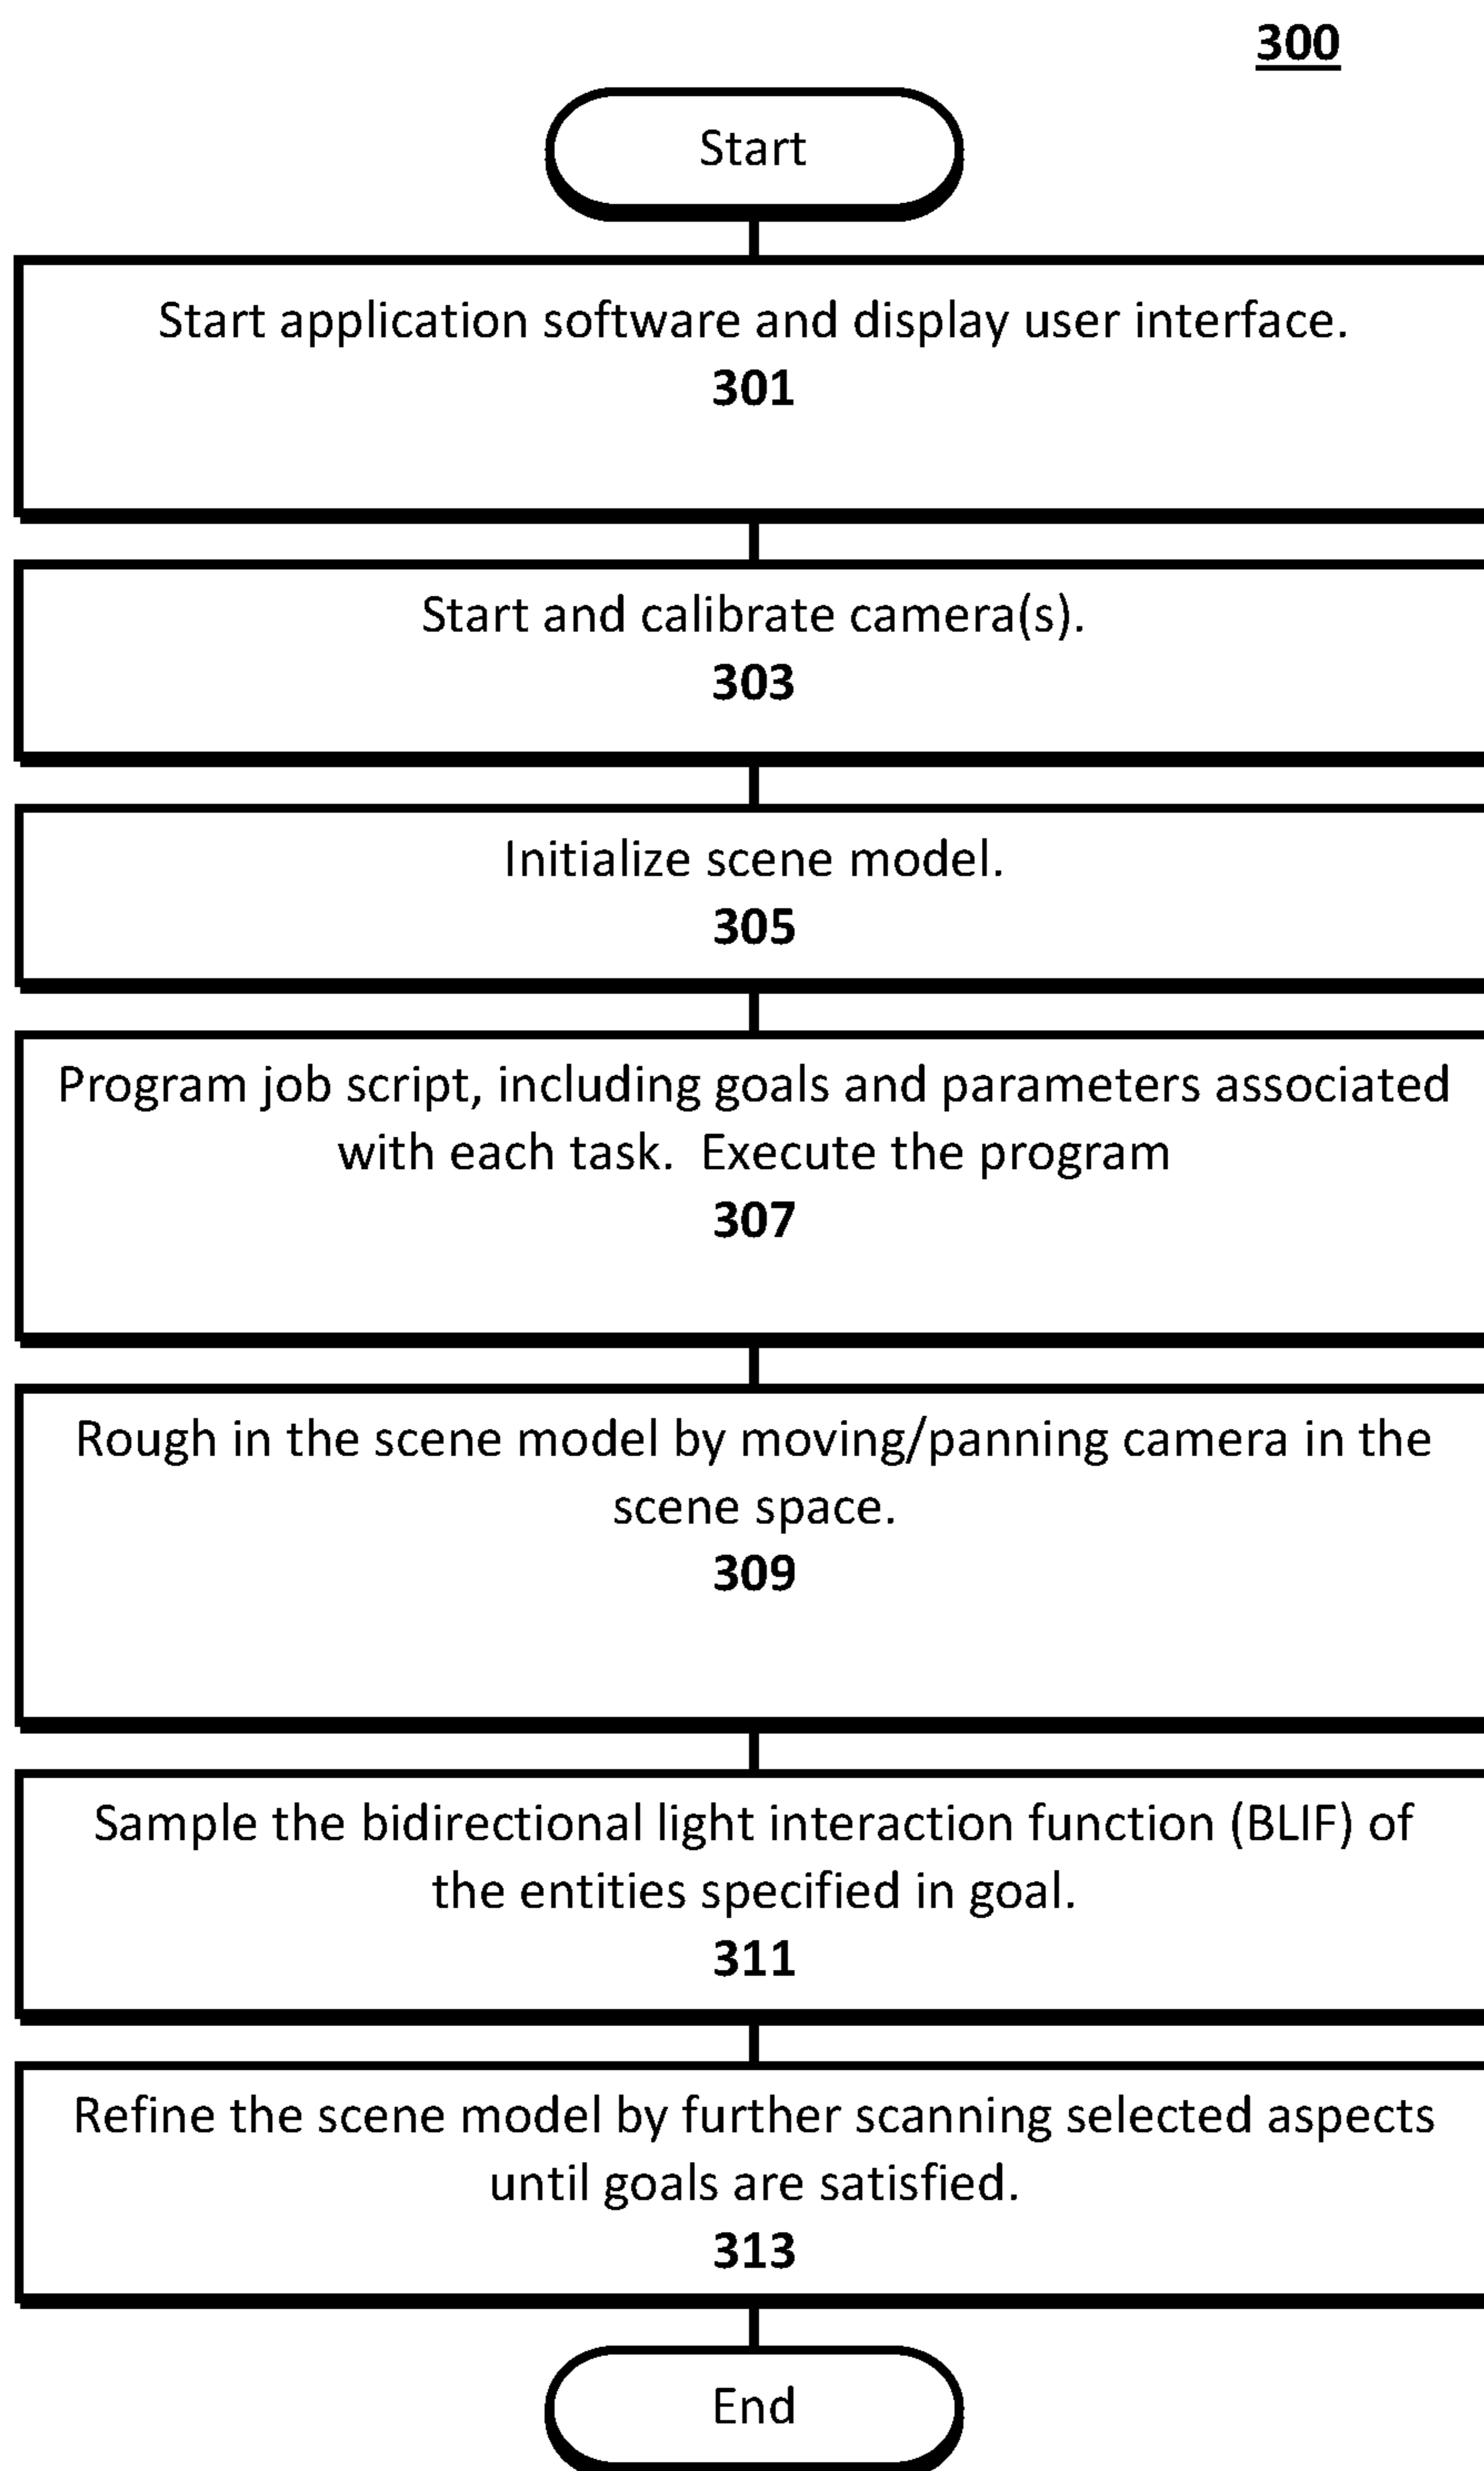 300
Start
Start application software and display user interface.
301
Start and calibrate camera(s).
303
Initialize scene model.
305
Program job script, including goals and parameters associated
with each task.  Execute the program
307
Rough in the scene model by moving/panning camera in the
scene space.
309
Sample the bidirectional light interaction function (BLIF) of
the entities specified in goal.
311
Refine the scene model by further scanning selected aspects
until goals are satisfied.
313
End